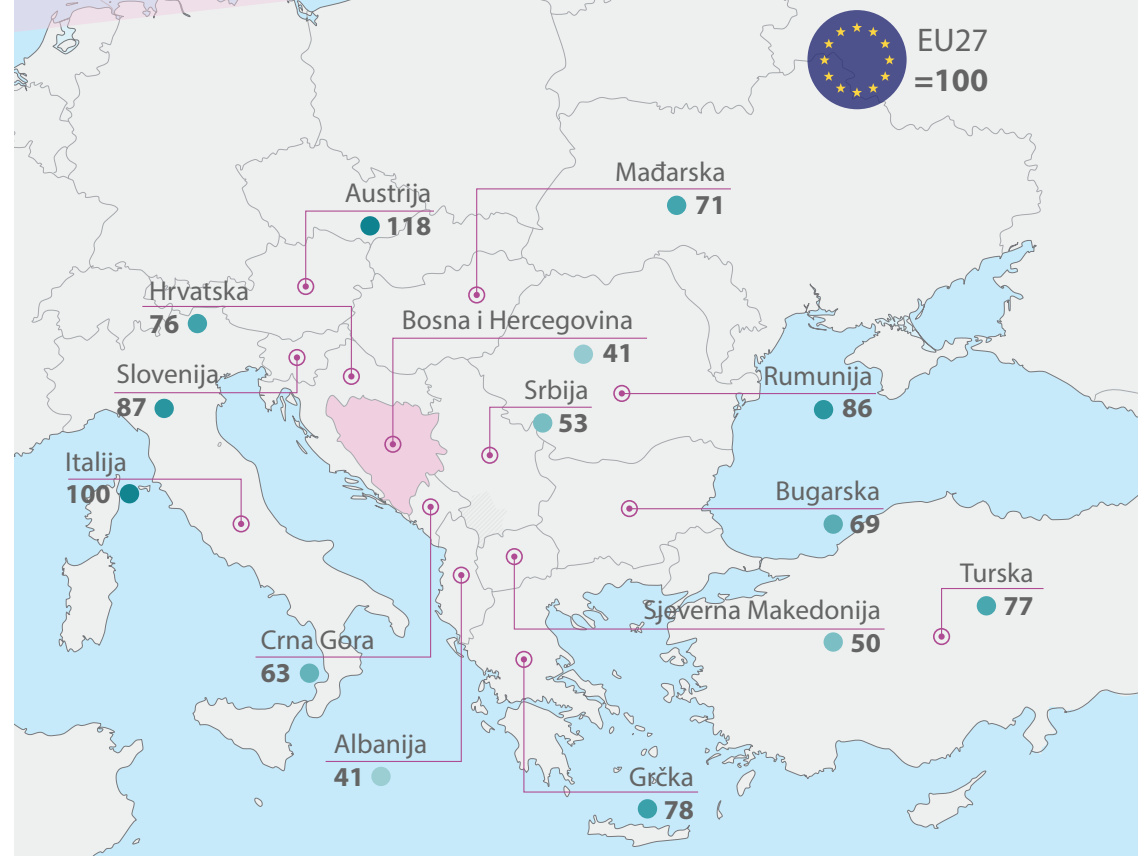 EU27
=100
Mađarska
71
Austrija
118
Hrvatska
76
Bosna i Hercegovina
41
Slovenija
87
Srbija
53
Rumunija
86
Italija
100
Bugarska
69
Turska
77
Sjeverna Makedonija
50
Crna Gora
63
Albanija
41
Grčka
78